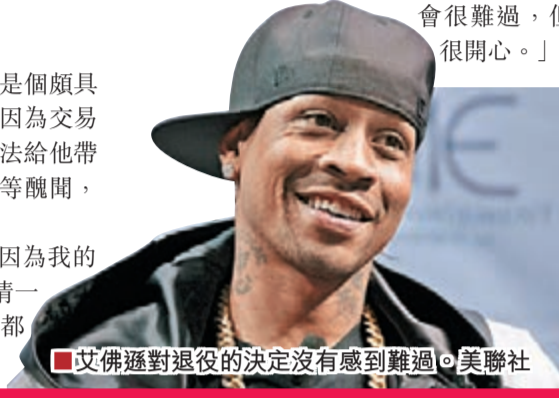 會很難過，但
很開心。」
是個頗具
因為交易
法給他帶
等醜聞，
因為我的
情一
都
■艾佛遜對退役的決定沒有感到難過。美聯社